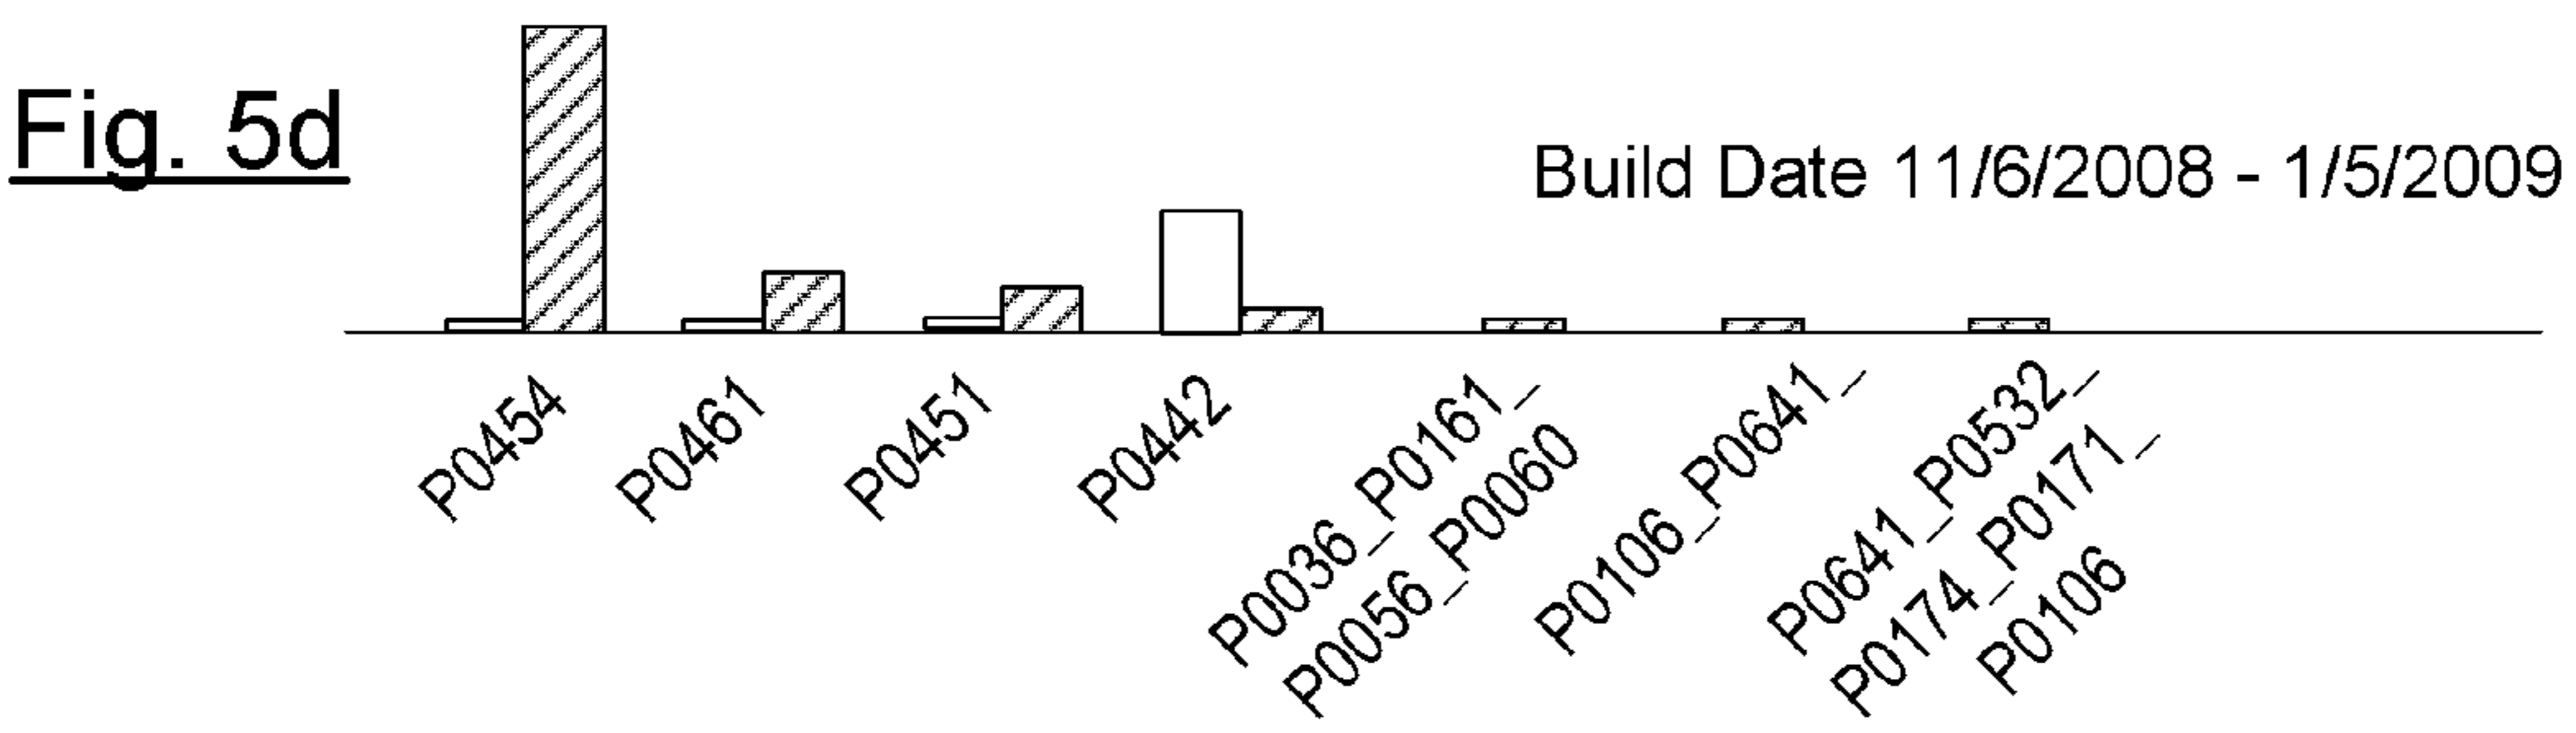 Fig. 5d
Build Date 11/6/2008 - 1/5/2009
P0454
P0461
P0451
P0442
P0036_P0161_
P0056_P0060
P0106_P0641_
P0641_P0532_
P0174_P0171_
P0106